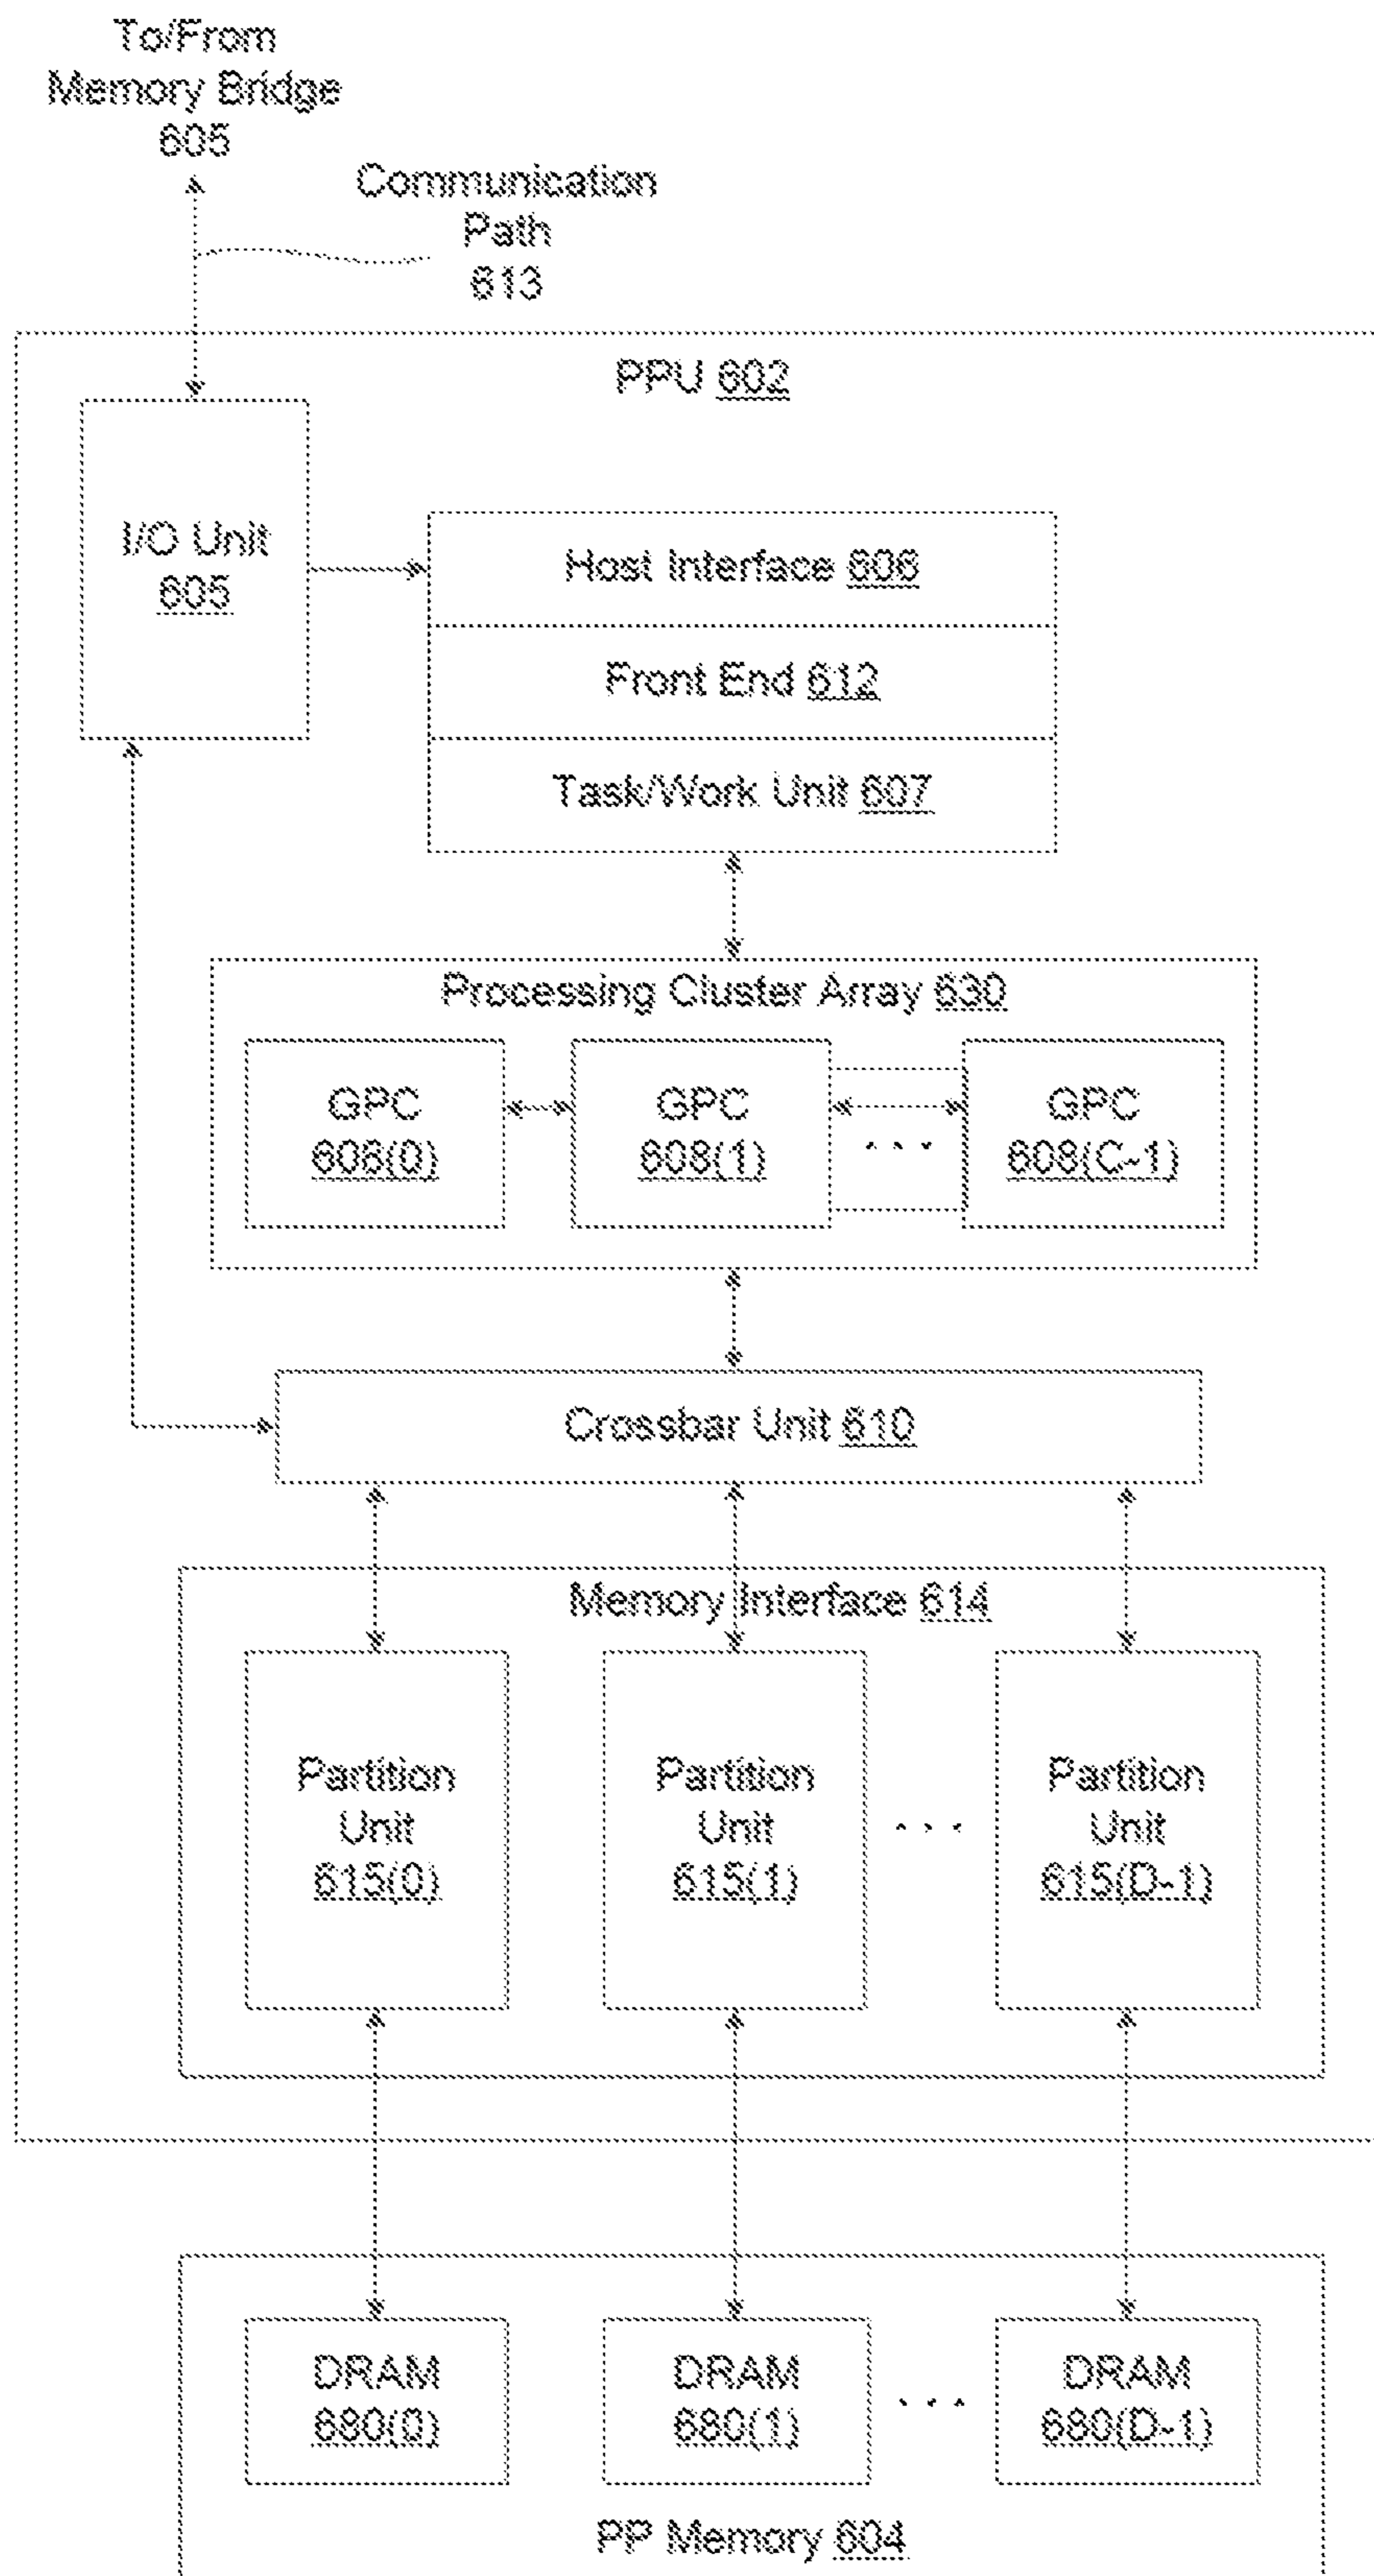 To/From
Memory Bridge
605
Communication
Path
613
PPU 602
I/O Unit
605
Host Interface 606
Front End 612
Task/Work Unit 607
Processing Cluster Array 630
GPC
608(0)
GPC
608(1)
. . .
GPC
608(C-1)
Crossbar Unit 610
Memory Interface 614
Partition
Unit
615(0)
Partition
Unit
615(1)
. . .
Partition
Unit
615(D-1)
DRAM
680(0)
DRAM
680(1)
. . .
DRAM
680(D-1)
PP Memory 604